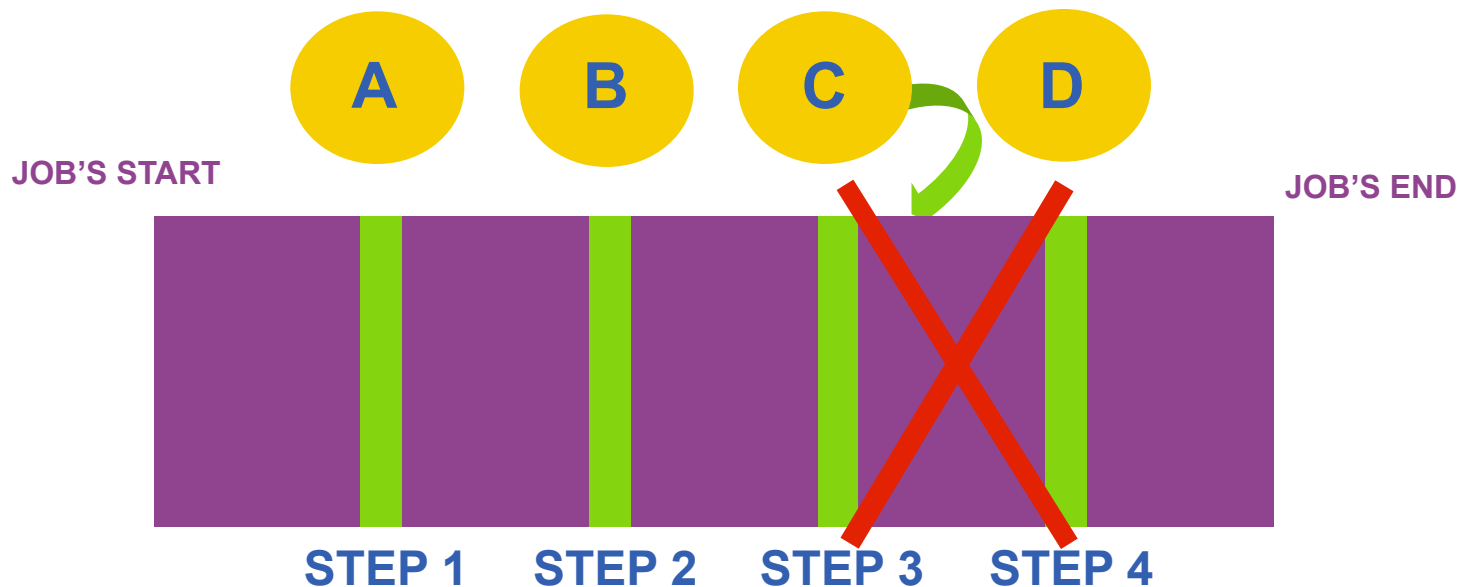 A B C D
JOB’S START
JOB’S END
STEP 1 STEP 2 STEP 3 STEP 4